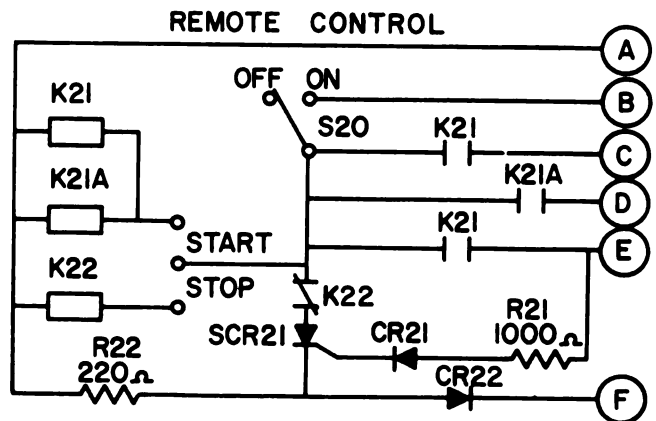 REMOTE CONTROL
A
OFF ON
B
K21
S20
K21
C
K21A
K21A
D
START
K21
E
K22
STOP
K22
R21
1000Ω
SCR21
CR21
R22
220Ω
CR22
F